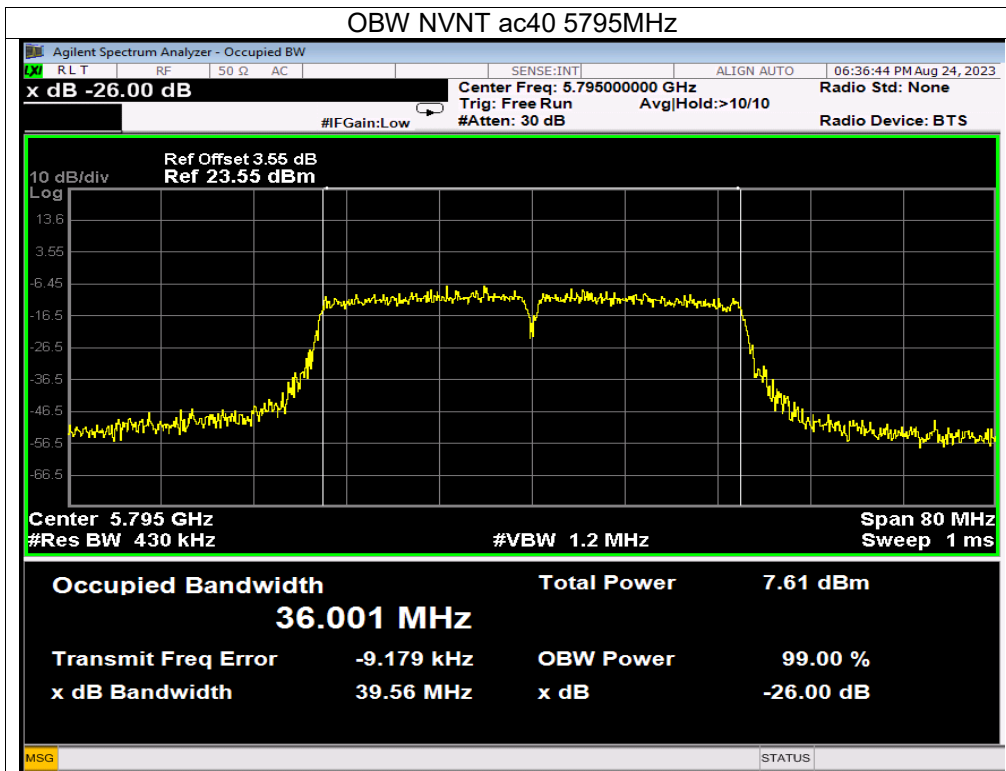 OBW NVNT ac40 5795MHz
Agilent Spectrum Analyzer - Occupied BW
LXI RLT RF 50 Ω AC SENSE:INT ALIGN AUTO 06:36:44 PM Aug 24, 2023
x dB -26.00 dB Center Freq: 5.795000000 GHz Radio Std: None
Trig: Free Run Avg|Hold:>10/10
#IFGain:Low #Atten: 30 dB Radio Device: BTS
Ref Offset 3.55 dB
10 dB/div Ref 23.55 dBm
Log
13.6
3.55
-6.45
-16.5
-26.5
-36.5
-46.5
-56.5
-66.5
Center 5.795 GHz Span 80 MHz
#Res BW 430 kHz #VBW 1.2 MHz Sweep 1 ms
Occupied Bandwidth Total Power 7.61 dBm
36.001 MHz
Transmit Freq Error -9.179 kHz OBW Power 99.00 %
x dB Bandwidth 39.56 MHz x dB -26.00 dB
MSG STATUS